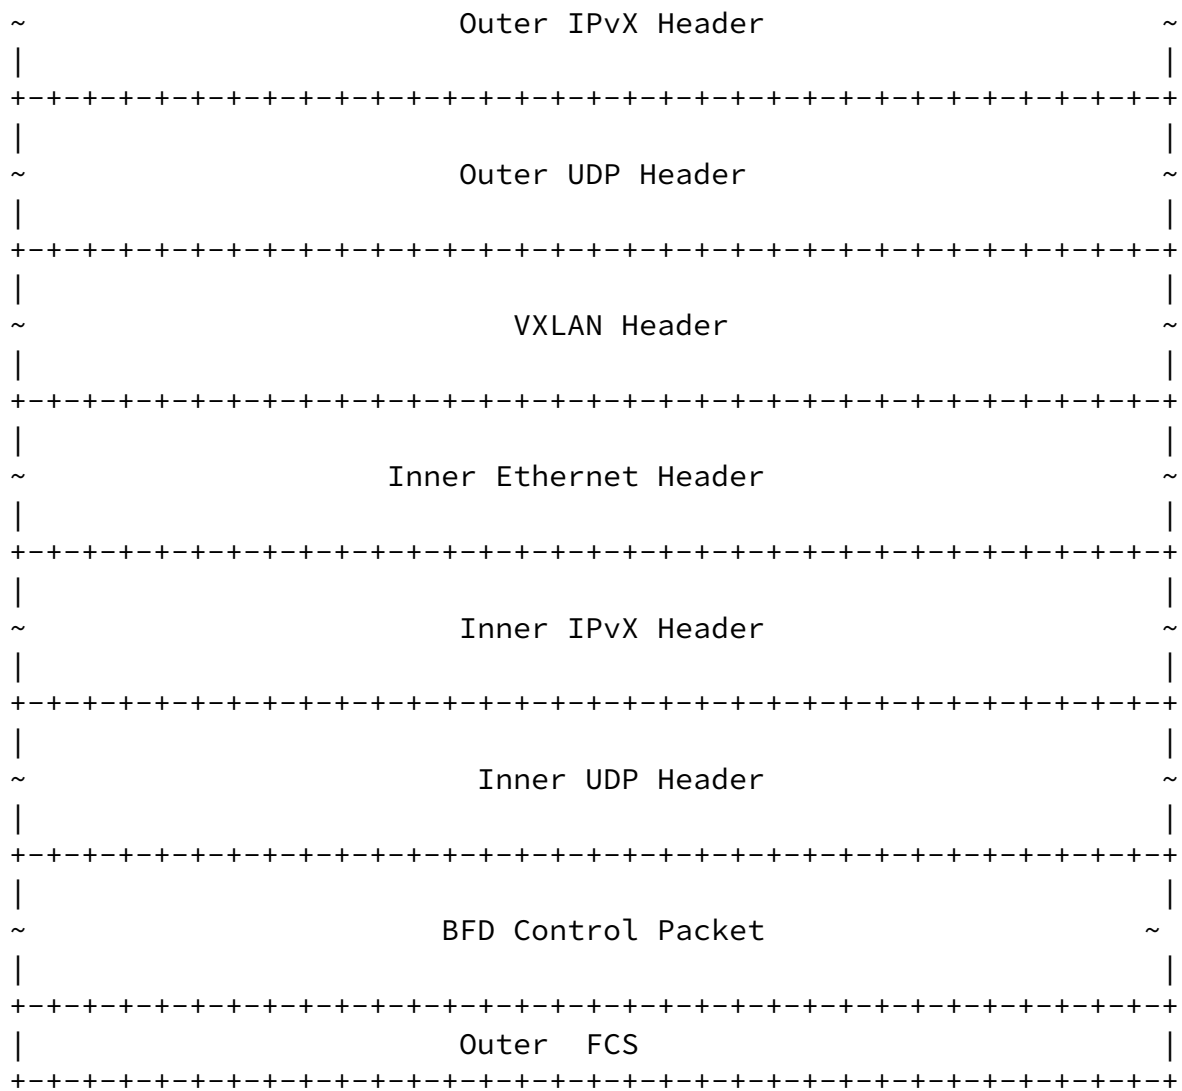 ~                        Outer IPvX Header                      ~
|                                                               |
+-+-+-+-+-+-+-+-+-+-+-+-+-+-+-+-+-+-+-+-+-+-+-+-+-+-+-+-+-+-+-+-+
|                                                               |
~                        Outer UDP Header                       ~
|                                                               |
+-+-+-+-+-+-+-+-+-+-+-+-+-+-+-+-+-+-+-+-+-+-+-+-+-+-+-+-+-+-+-+-+
|                                                               |
~                           VXLAN Header                        ~
|                                                               |
+-+-+-+-+-+-+-+-+-+-+-+-+-+-+-+-+-+-+-+-+-+-+-+-+-+-+-+-+-+-+-+-+
|                                                               |
~                    Inner Ethernet Header                      ~
|                                                               |
+-+-+-+-+-+-+-+-+-+-+-+-+-+-+-+-+-+-+-+-+-+-+-+-+-+-+-+-+-+-+-+-+
|                                                               |
~                        Inner IPvX Header                      ~
|                                                               |
+-+-+-+-+-+-+-+-+-+-+-+-+-+-+-+-+-+-+-+-+-+-+-+-+-+-+-+-+-+-+-+-+
|                                                               |
~                         Inner UDP Header                      ~
|                                                               |
+-+-+-+-+-+-+-+-+-+-+-+-+-+-+-+-+-+-+-+-+-+-+-+-+-+-+-+-+-+-+-+-+
|                                                               |
~                       BFD Control Packet                     ~
|                                                               |
+-+-+-+-+-+-+-+-+-+-+-+-+-+-+-+-+-+-+-+-+-+-+-+-+-+-+-+-+-+-+-+-+
|                        Outer  FCS                             |
+-+-+-+-+-+-+-+-+-+-+-+-+-+-+-+-+-+-+-+-+-+-+-+-+-+-+-+-+-+-+-+-+